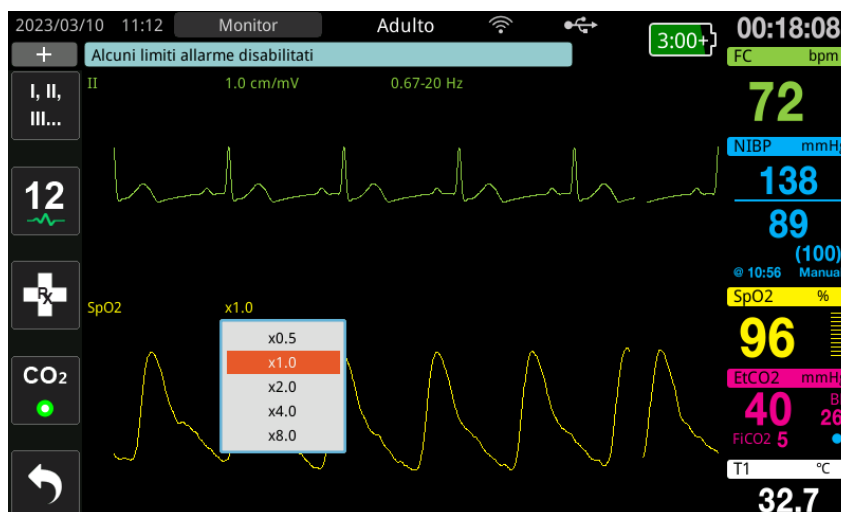 2023/03/10 11:12 Monitor Adulto 3:00+ 00:18:08
+ Alcuni limiti allarme disabilitati
FC bpm
72
I, II,
III...
II 1.0 cm/mV 0.67-20 Hz
NIBP
138
89
(100)
@ 10:56 Manual
12
Rx
SpO2 x1.0
x0.5
x1.0
x2.0
x4.0
x8.0
SpO2 %
96
CO2
EtCO2
40 26
FiCO2 5
T1 °C
32.7